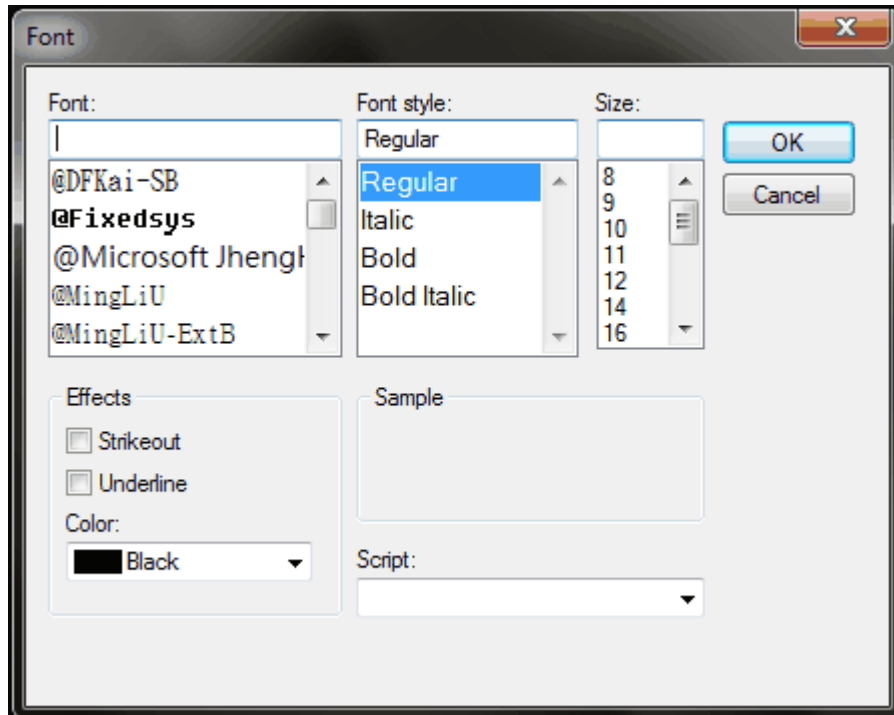 Font
Font:
Font style:
Size:
Regular
OK
Cancel
@DFKai-SB
@Fixedsys
@Microsoft JhengH
@MingLiU
@MingLiU-ExtB
Regular
Italic
Bold
Bold Italic
8
9
10
11
12
14
16
Effects
Strikeout
Underline
Color:
Black
Sample
Script: